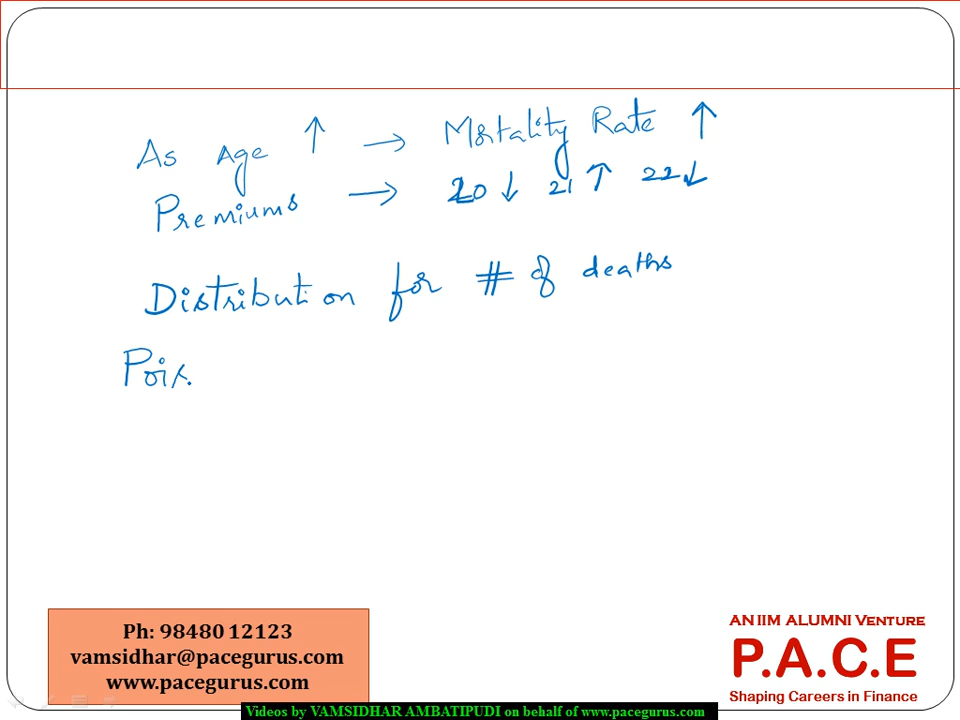 As Age ↑ → Mortality Rate ↑
Premiums → 20 ↓ 21 ↑ 22 ↓
Distribution for # of deaths
Pois
Ph: 98480 12123
vamsidhar@pacegurus.com
www.pacegurus.com
AN IIM ALUMNI VENTURE
P.A.C.E
Shaping Careers in Finance
Videos by VAMSIDHAR AMBATIPUDI on behalf of www.pacegurus.com